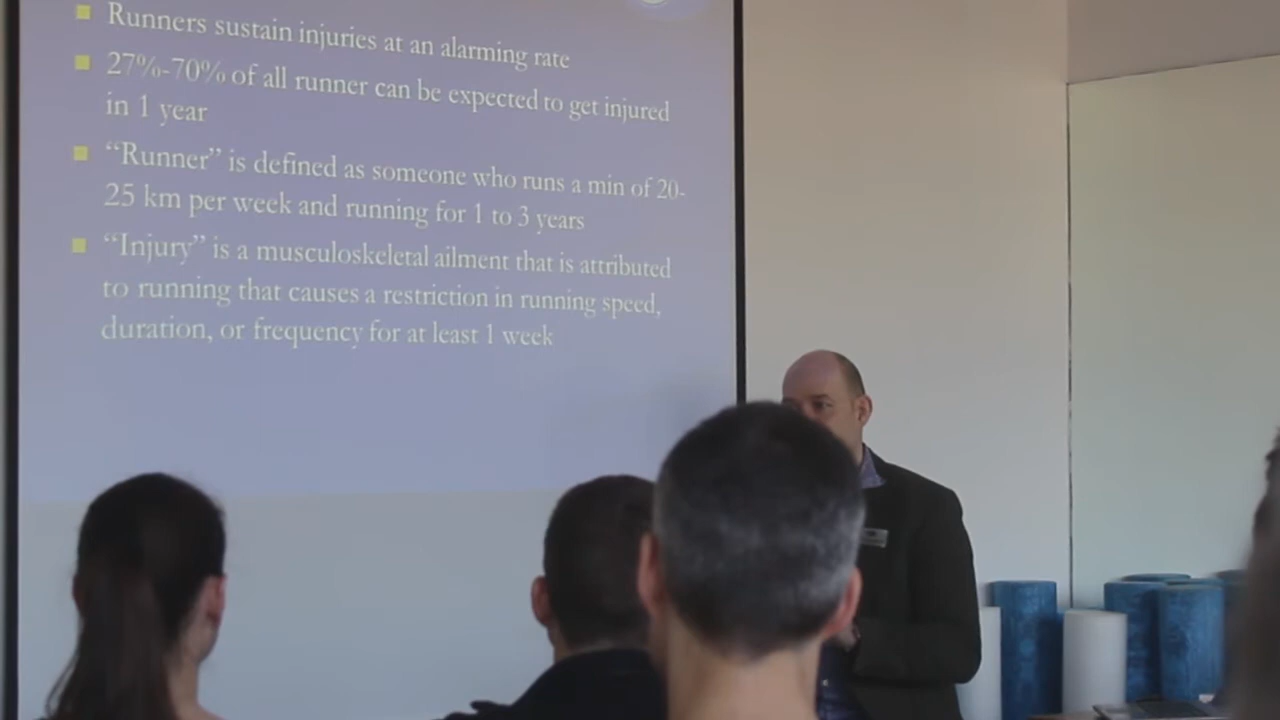 Runners sustain injuries at an alarming rate
27%-70% of all runner can be expected to get injured
in 1 year
“Runner” is defined as someone who runs a min of 20-
25 km per week and running for 1 to 3 years
“Injury” is a musculoskeletal ailment that is attributed
to running that causes a restriction in running speed,
duration, or frequency for at least 1 week